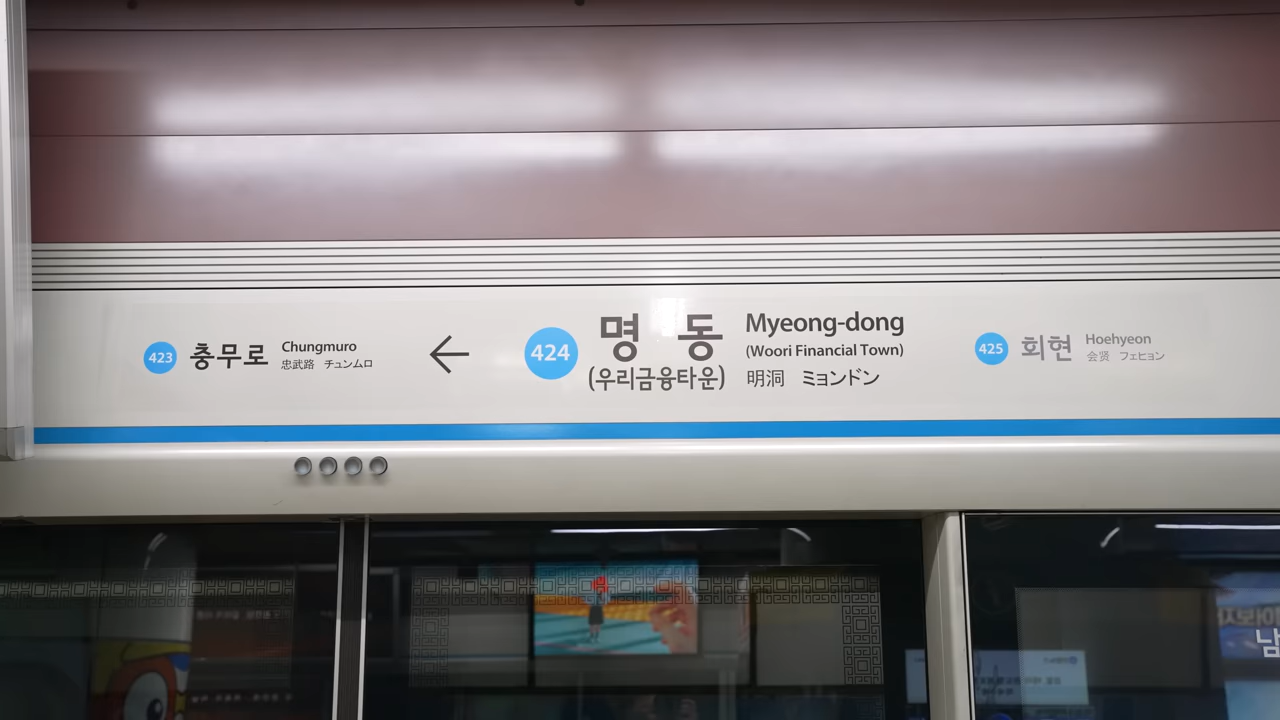 423 충무로 Chungmuro
忠武路 チュンムロ
←
424 명 동 Myeong-dong
(우리금융타운) (Woori Financial Town)
明洞 ミョンドン
425 회현 Hoehyeon
会贤 フェヒョン
남